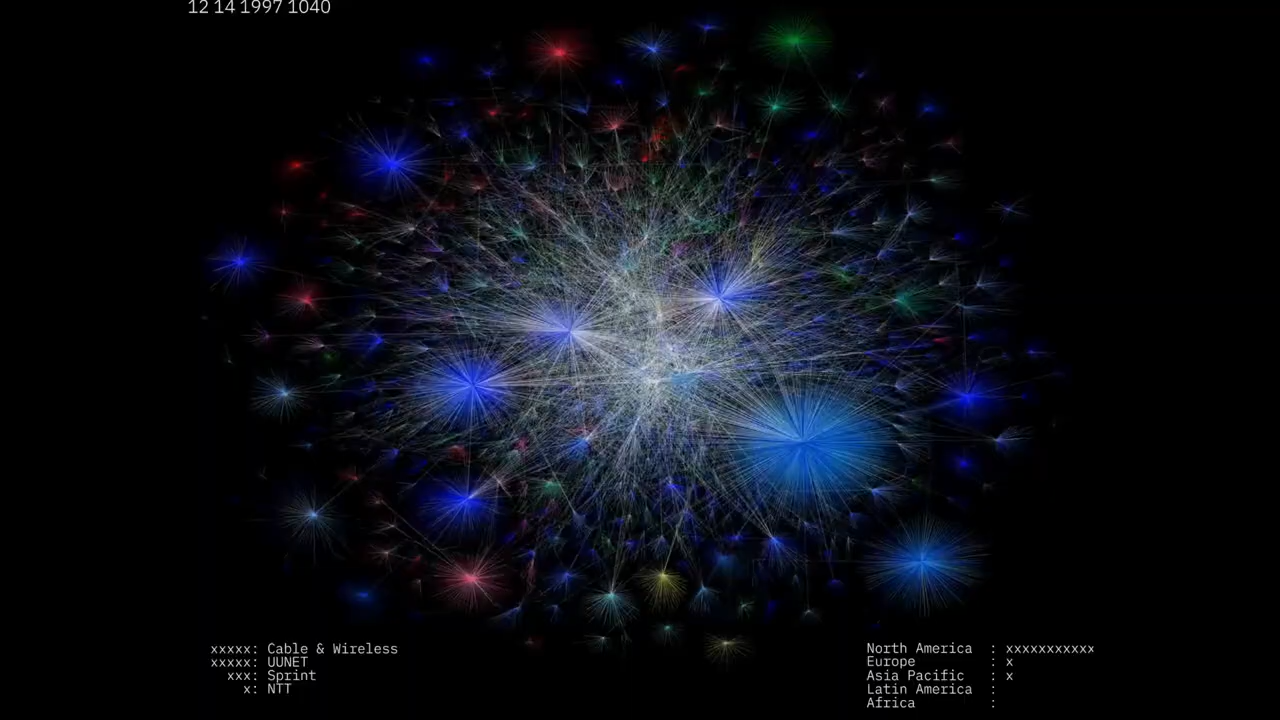 12 14 1997 1040
xxxxx: Cable & Wireless
xxxxx: UUNET
xxx: Sprint
x: NTT
North America : xxxxxxxxxxx
Europe : x
Asia Pacific : x
Latin America :
Africa :